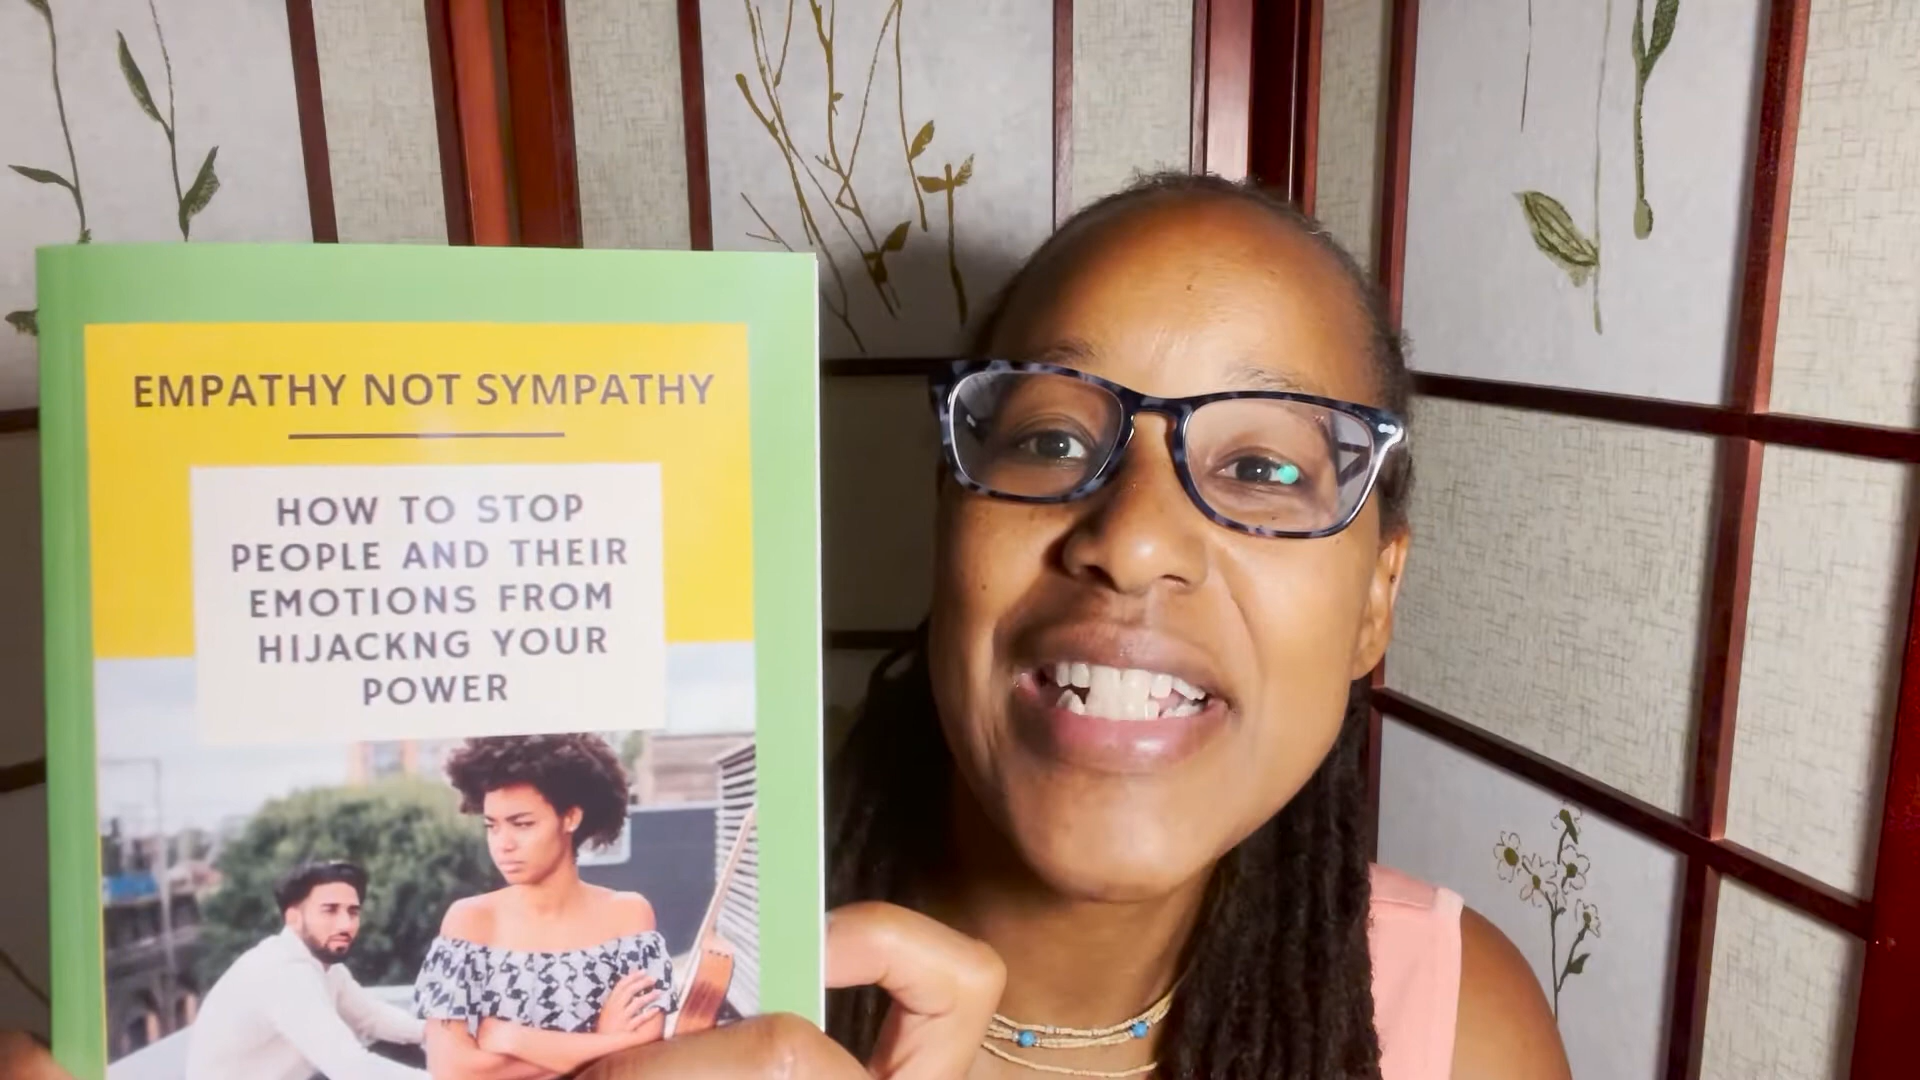 EMPATHY NOT SYMPATHY
HOW TO STOP
PEOPLE AND THEIR
EMOTIONS FROM
HIJACKNG YOUR
POWER